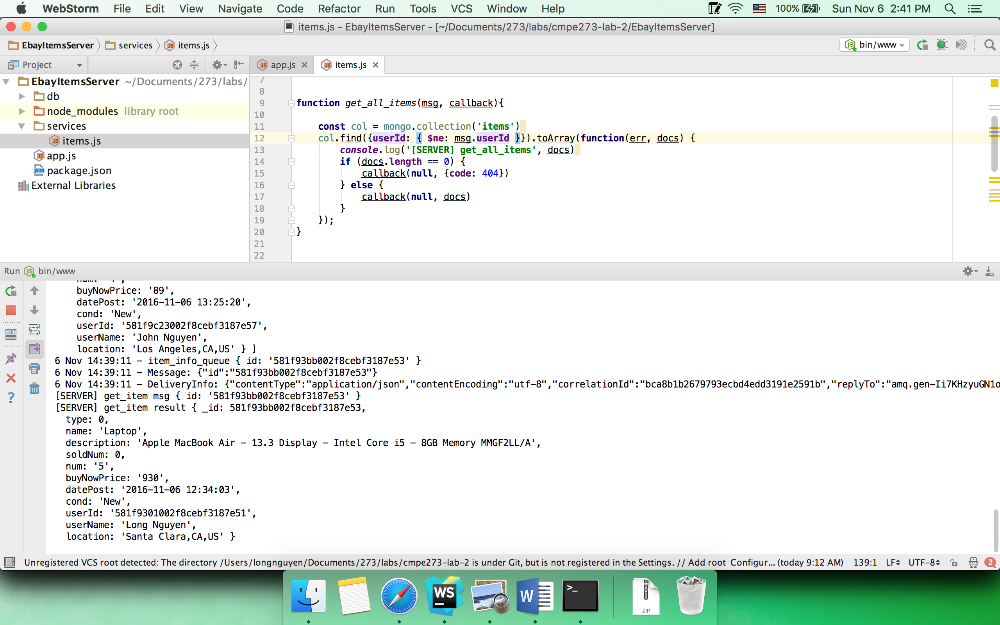 WebStorm File Edit View Navigate Code Refactor Run Tools VCS Window Help 100% Sun Nov 6 2:41 PM
items.js - EbayItemsServer - [~/Documents/273/labs/cmpe273-lab-2/EbayItemsServer]
EbayItemsServer services items.js bin/www
Project app.js items.js
EbayItemsServer ~/Documents/273/labs/
db
node_modules library root
services
items.js
app.js
package.json
External Libraries
7
8
9 function get_all_items(msg, callback){
10
11 const col = mongo.collection('items')
12 col.find({userId: { $ne: msg.userId }}).toArray(function(err, docs) {
13 console.log('[SERVER] get_all_items', docs)
14 if (docs.length == 0) {
15 callback(null, {code: 404})
16 } else {
17 callback(null, docs)
18 }
19 });
20 }
21
22
Run bin/www
buyNowPrice: '89',
datePost: '2016-11-06 13:25:20',
cond: 'New',
userId: '581f9c23002f8cebf3187e57',
userName: 'John Nguyen',
location: 'Los Angeles,CA,US' } ]
6 Nov 14:39:11 - item_info_queue { id: '581f93bb002f8cebf3187e53' }
6 Nov 14:39:11 - Message: {"id":"581f93bb002f8cebf3187e53"}
6 Nov 14:39:11 - DeliveryInfo: {"contentType":"application/json","contentEncoding":"utf-8","correlationId":"bca8b1b2679793ecbd4edd3191e2591b","replyTo":"amq.gen-Ii7KHzyuGN1o
[SERVER] get_item msg { id: '581f93bb002f8cebf3187e53' }
[SERVER] get_item result { _id: 581f93bb002f8cebf3187e53,
type: 0,
name: 'Laptop',
description: 'Apple MacBook Air - 13.3 Display - Intel Core i5 - 8GB Memory MMGF2LL/A',
soldNum: 0,
num: '5',
buyNowPrice: '930',
datePost: '2016-11-06 12:34:03',
cond: 'New',
userId: '581f9301002f8cebf3187e51',
userName: 'Long Nguyen',
location: 'Santa Clara,CA,US' }
Unregistered VCS root detected: The directory /Users/longnguyen/Documents/273/labs/cmpe273-lab-2 is under Git, but is not registered in the Settings. // Add root Configur... (today 9:12 AM) 139:1 LF UTF-8 2
WS
W
>_
ZIP